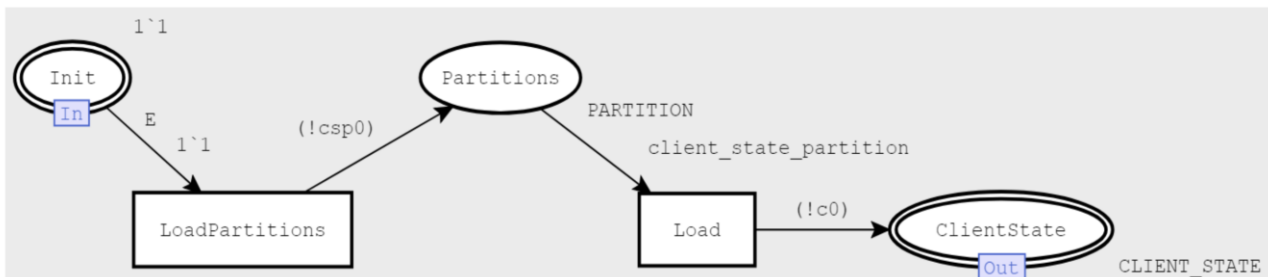 1`1
Init
In
E
1`1
LoadPartitions
(!csp0)
Partitions
PARTITION
client_state_partition
Load
(!c0)
ClientState
Out
CLIENT_STATE